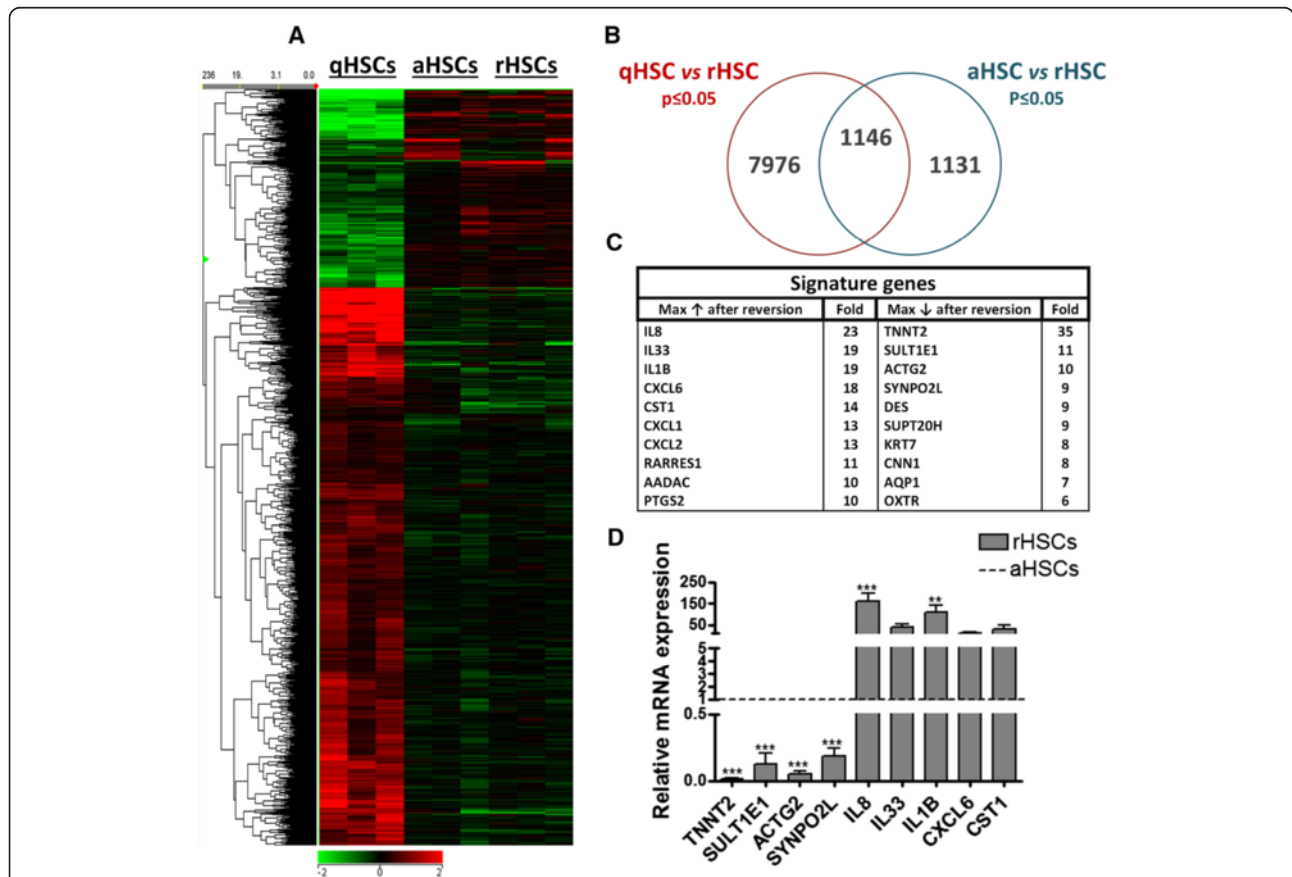 A
qHSCs aHSCs rHSCs
236 19. 3.1 0.0
-2 0 2
B
qHSC vs rHSC
p≤0.05
aHSC vs rHSC
P≤0.05
7976 1146 1131
C
Signature genes
Max ↑ after reversion Fold Max ↓ after reversion Fold
IL8 23 TNNT2 35
IL33 19 SULT1E1 11
IL1B 19 ACTG2 10
CXCL6 18 SYNPO2L 9
CST1 14 DES 9
CXCL1 13 SUPT20H 9
CXCL2 13 KRT7 8
RARRES1 11 CNN1 8
AADAC 10 AQP1 7
PTGS2 10 OXTR 6
D
rHSCs
aHSCs
Relative mRNA expression
250
150
50
5
4
3
2
1
0.5
0.0
*** *** *** *** *** **
TNNT2 SULT1E1 ACTG2 SYNPO2L IL8 IL33 IL1B CXCL6 CST1